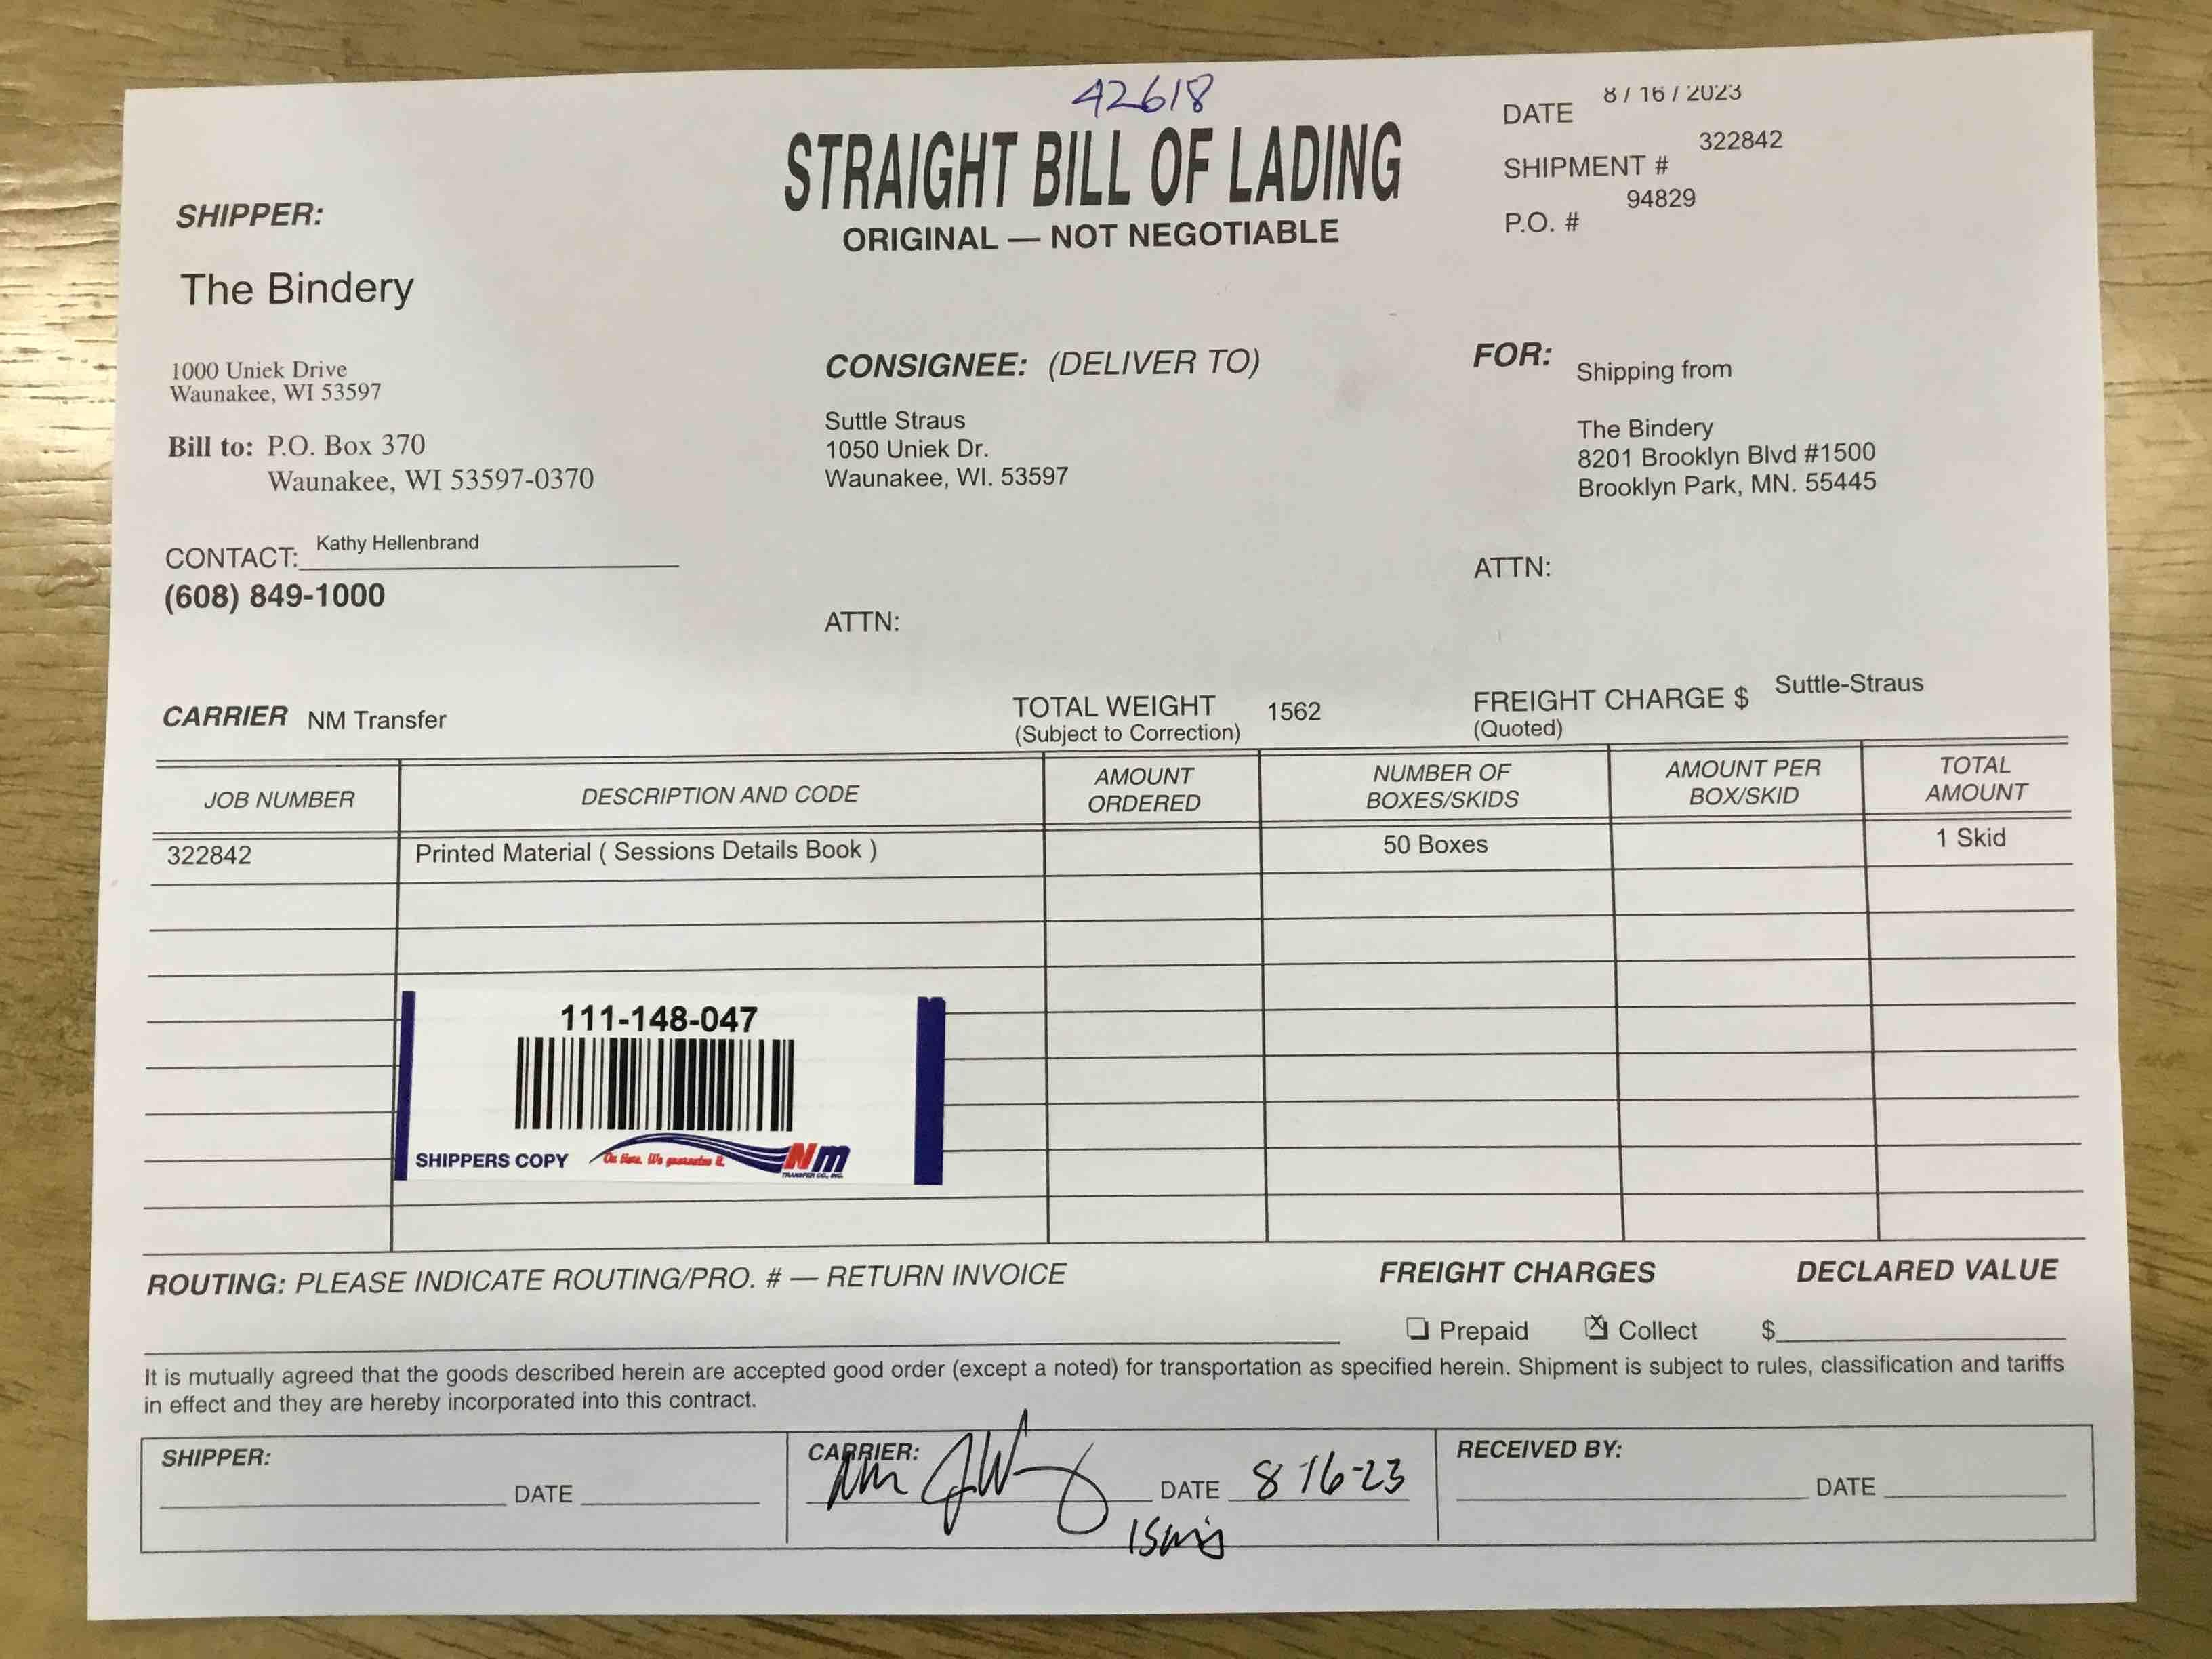 42618
STRAIGHT BILL OF LADING
ORIGINAL — NOT NEGOTIABLE
DATE 8 / 16 / 2023
SHIPMENT # 322842
P.O. # 94829
SHIPPER:
The Bindery
1000 Uniek Drive
Waunakee, WI 53597
Bill to: P.O. Box 370
Waunakee, WI 53597-0370
CONTACT: Kathy Hellenbrand
(608) 849-1000
CONSIGNEE: (DELIVER TO)
Suttle Straus
1050 Uniek Dr.
Waunakee, WI. 53597
ATTN:
FOR: Shipping from
The Bindery
8201 Brooklyn Blvd #1500
Brooklyn Park, MN. 55445
ATTN:
CARRIER NM Transfer
TOTAL WEIGHT 1562
(Subject to Correction)
FREIGHT CHARGE $ Suttle-Straus
(Quoted)
JOB NUMBER
DESCRIPTION AND CODE
AMOUNT
ORDERED
NUMBER OF
BOXES/SKIDS
AMOUNT PER
BOX/SKID
TOTAL
AMOUNT
322842 Printed Material ( Sessions Details Book ) 50 Boxes 1 Skid
111-148-047
SHIPPERS COPY On time. We guarantee it. Nm
TRANSFER CO., INC.
ROUTING: PLEASE INDICATE ROUTING/PRO. # — RETURN INVOICE
FREIGHT CHARGES
DECLARED VALUE
Prepaid Collect $
It is mutually agreed that the goods described herein are accepted good order (except a noted) for transportation as specified herein. Shipment is subject to rules, classification and tariffs
in effect and they are hereby incorporated into this contract.
SHIPPER:
DATE
CARRIER: nm
DATE 8-16-23
RECEIVED BY:
DATE